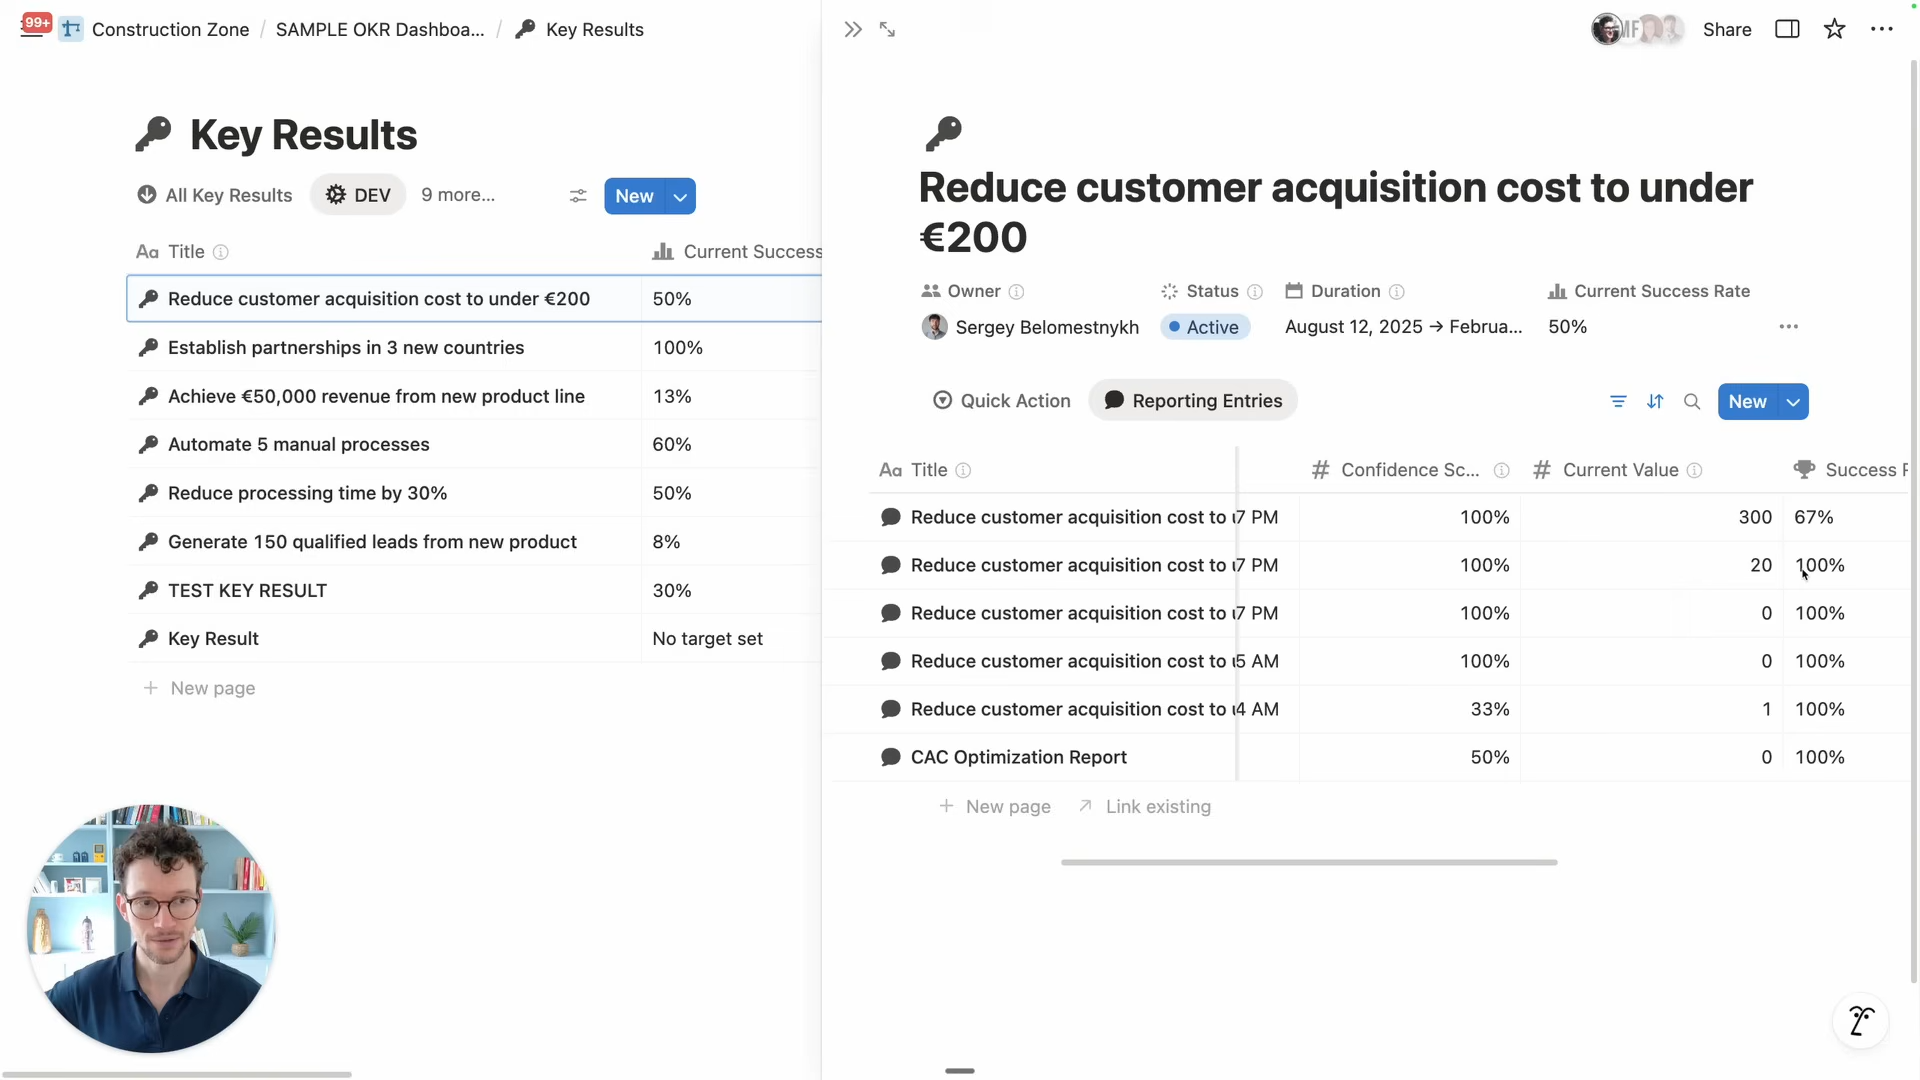 99+
Construction Zone / SAMPLE OKR Dashboa... / Key Results
Share
Key Results
All Key Results
DEV
9 more...
New
Aa Title
Current Success
Reduce customer acquisition cost to under €200
50%
Establish partnerships in 3 new countries
100%
Achieve €50,000 revenue from new product line
13%
Automate 5 manual processes
60%
Reduce processing time by 30%
50%
Generate 150 qualified leads from new product
8%
TEST KEY RESULT
30%
Key Result
No target set
+ New page
Reduce customer acquisition cost to under
€200
Owner
Status
Duration
Current Success Rate
Sergey Belomestnykh
Active
August 12, 2025 → Februa...
50%
Quick Action
Reporting Entries
New
Aa Title
# Confidence Sc...
# Current Value
Success
Reduce customer acquisition cost to 7 PM 100% 300 67%
Reduce customer acquisition cost to 7 PM 100% 20 100%
Reduce customer acquisition cost to 7 PM 100% 0 100%
Reduce customer acquisition cost to 5 AM 100% 0 100%
Reduce customer acquisition cost to 4 AM 33% 1 100%
CAC Optimization Report 50% 0 100%
+ New page
Link existing